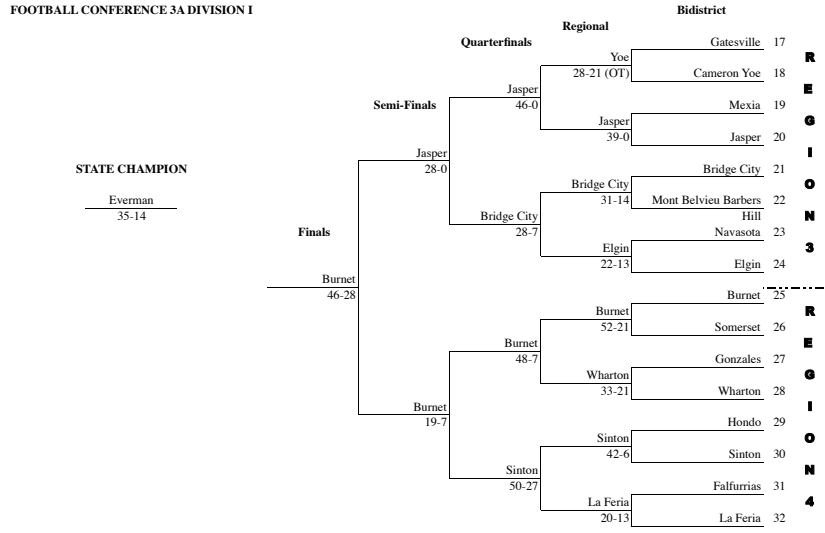 FOOTBALL CONFERENCE 3A DIVISION I
Bidistrict
Regional
Quarterfinals
Semi-Finals
STATE CHAMPION
Everman
35-14
Finals
Burnet
46-28
Jasper
28-0
Burnet
19-7
Jasper
46-0
Bridge City
28-7
Burnet
48-7
Sinton
50-27
Yoe
28-21 (OT)
Jasper
39-0
Bridge City
31-14
Elgin
22-13
Burnet
52-21
Wharton
33-21
Sinton
42-6
La Feria
20-13
Gatesville 17
Cameron Yoe 18
Mexia 19
Jasper 20
Bridge City 21
Mont Belvieu Barbers 22
Hill
Navasota 23
Elgin 24
Burnet 25
Somerset 26
Gonzales 27
Wharton 28
Hondo 29
Sinton 30
Falfurrias 31
La Feria 32
REGION 3
REGION 4